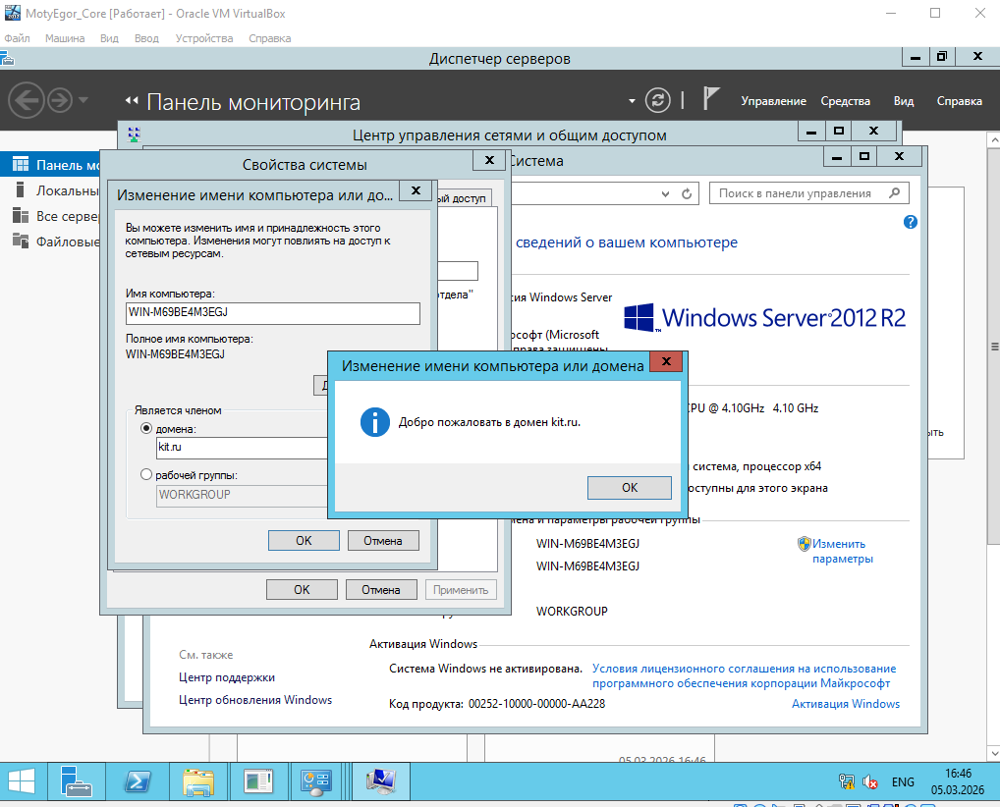 MotyEgor_Core [Работает] - Oracle VM VirtualBox
Файл Машина Вид Ввод Устройства Справка
Диспетчер серверов
Панель мониторинга
Управление Средства Вид Справка
Центр управления сетями и общим доступом
Система
Поиск в панели управления
Панель мо
Локальны
Все сервер
Файловые
Свойства системы
ый доступ
отдела"
Изменение имени компьютера или до...
Вы можете изменить имя и принадлежность этого
компьютера. Изменения могут повлиять на доступ к
сетевым ресурсам.
Имя компьютера:
WIN-M69BE4M3EGJ
Полное имя компьютера:
WIN-M69BE4M3EGJ
Является членом
домена:
kit.ru
рабочей группы:
WORKGROUP
OK Отмена
OK Отмена Применить
Изменение имени компьютера или домена
Добро пожаловать в домен kit.ru.
OK
сведений о вашем компьютере
сия Windows Server
ософт (Microsoft
права защищены.
Windows Server 2012 R2
CPU @ 4.10GHz 4.10 GHz
ыть
система, процессор x64
оступны для этого экрана
мена и параметры рабочей группы
WIN-M69BE4M3EGJ
Изменить
параметры
WIN-M69BE4M3EGJ
WORKGROUP
Активация Windows
См. также
Система Windows не активирована. Условия лицензионного соглашения на использование
программного обеспечения корпорации Майкрософт
Центр поддержки
Центр обновления Windows
Код продукта: 00252-10000-00000-AA228
Активация Windows
05.03.2026 16:46
ENG
16:46
05.03.2026